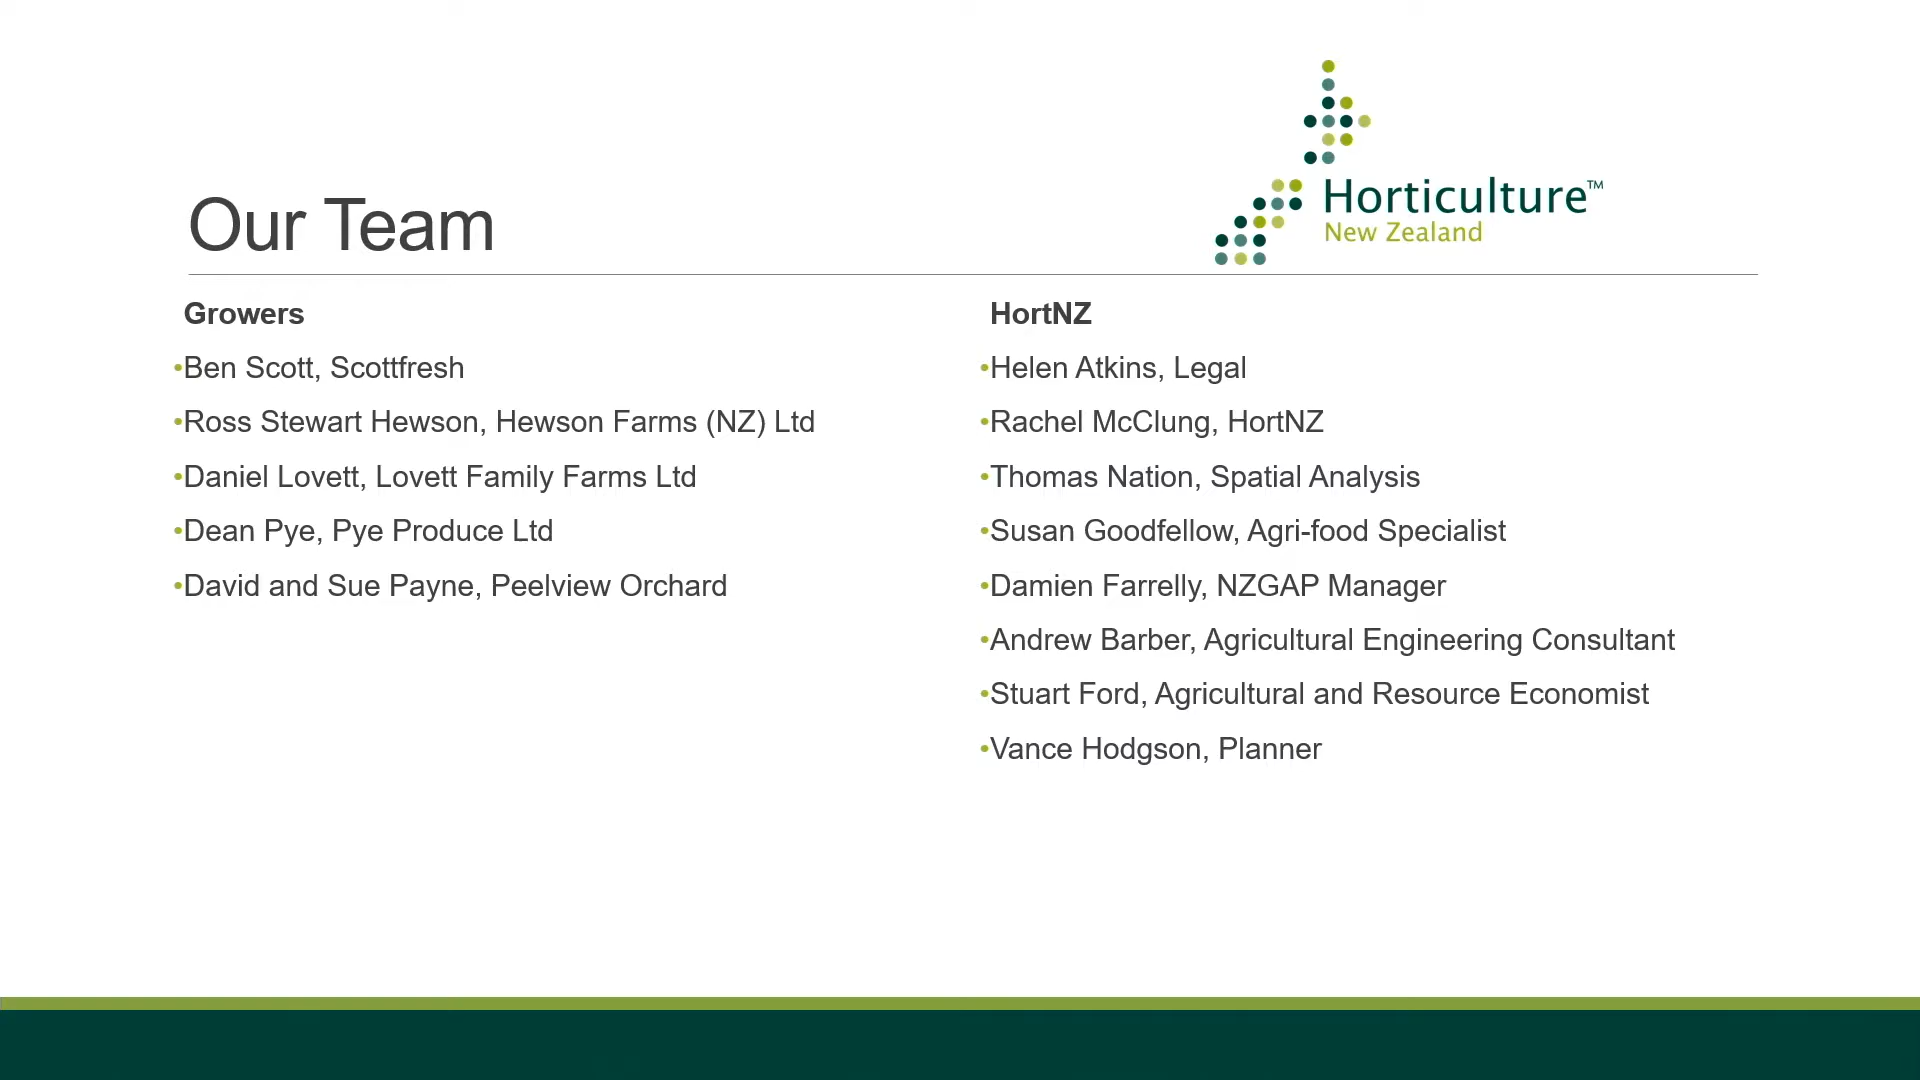 Horticulture™
New Zealand
Our Team
Growers
•Ben Scott, Scottfresh
•Ross Stewart Hewson, Hewson Farms (NZ) Ltd
•Daniel Lovett, Lovett Family Farms Ltd
•Dean Pye, Pye Produce Ltd
•David and Sue Payne, Peelview Orchard
HortNZ
•Helen Atkins, Legal
•Rachel McClung, HortNZ
•Thomas Nation, Spatial Analysis
•Susan Goodfellow, Agri-food Specialist
•Damien Farrelly, NZGAP Manager
•Andrew Barber, Agricultural Engineering Consultant
•Stuart Ford, Agricultural and Resource Economist
•Vance Hodgson, Planner